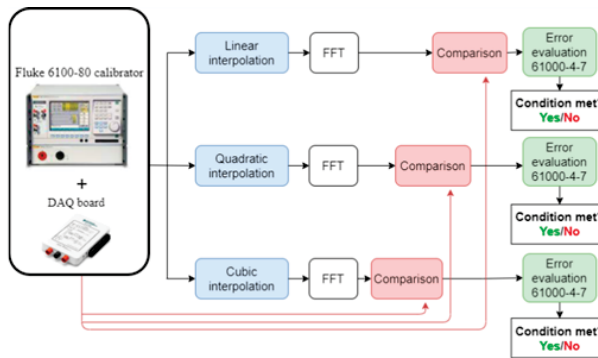 Fluke 6100-80 calibrator
+
DAQ board
Linear
interpolation
FFT
Comparison
Error
evaluation
61000-4-7
Condition met?
Yes/No
Quadratic
interpolation
FFT
Comparison
Error
evaluation
61000-4-7
Condition met?
Yes/No
Cubic
interpolation
FFT
Comparison
Error
evaluation
61000-4-7
Condition met?
Yes/No